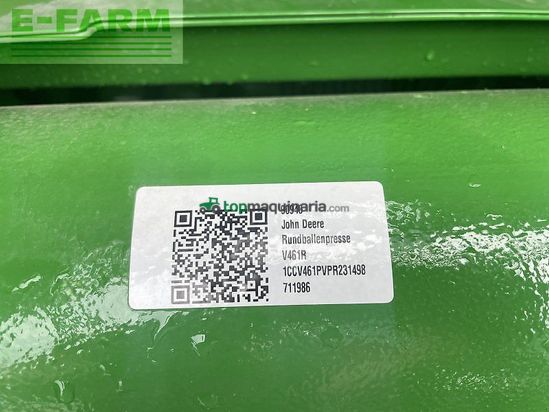 E-FARM
topmaquinaria.com
John Deere
Rundballenpresse
V461R
1CCV461PVPR231498
711986